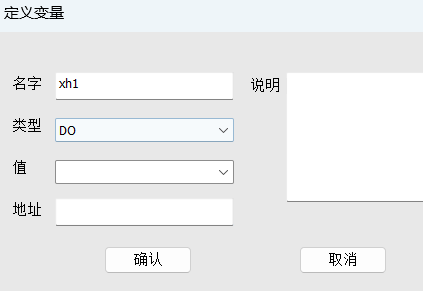 定义变量
名字 xh1 说明
类型 DO
值
地址
确认 取消